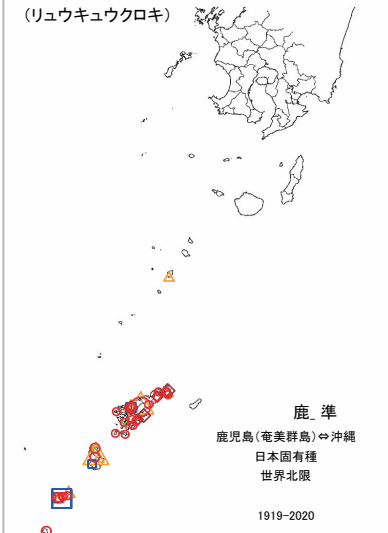 (リュウキュウクロキ)
鹿_準
鹿児島(奄美群島)⇔沖縄
日本固有種
世界北限
1919-2020